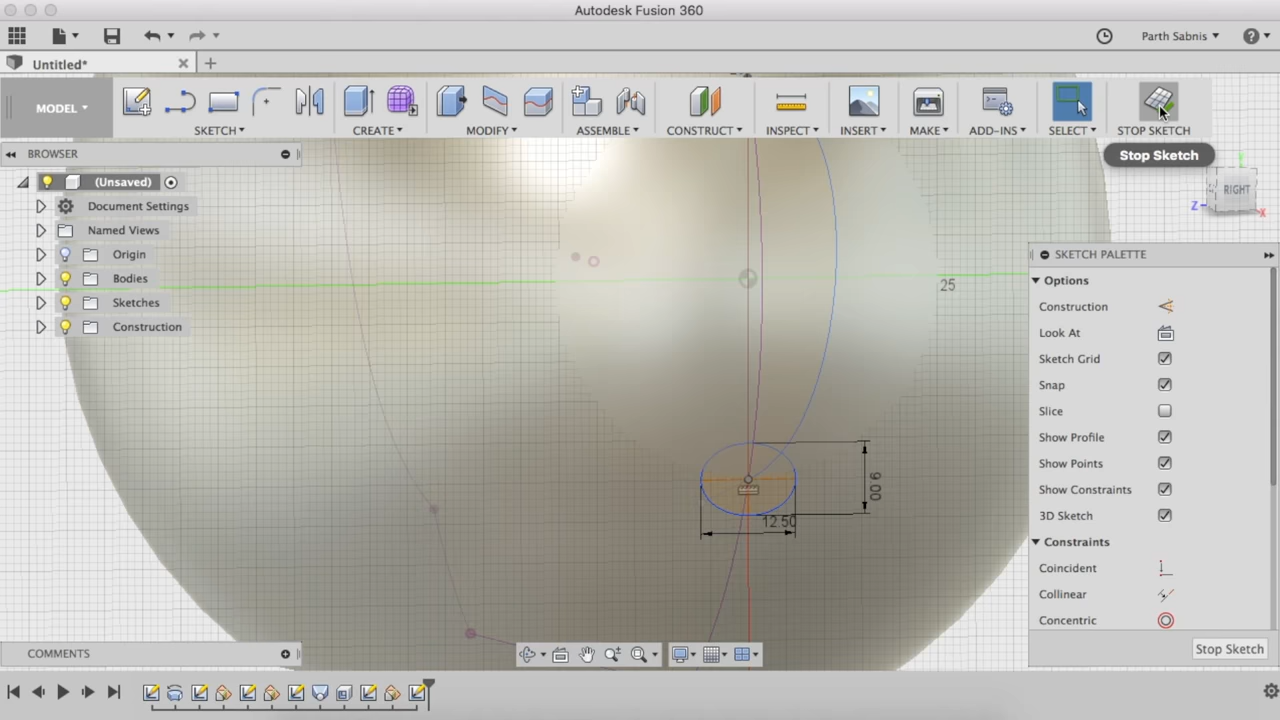 Autodesk Fusion 360
Parth Sabnis
Untitled*
MODEL
SKETCH
CREATE
MODIFY
ASSEMBLE
CONSTRUCT
INSPECT
INSERT
MAKE
ADD-INS
SELECT
STOP SKETCH
BROWSER
Stop Sketch
(Unsaved)
RIGHT
Z
X
Document Settings
Named Views
Origin
SKETCH PALETTE
Bodies
Options
25
Sketches
Construction
Construction
Look At
Sketch Grid
Snap
Slice
Show Profile
Show Points
9.00
Show Constraints
3D Sketch
12.50
Constraints
Coincident
Collinear
Concentric
COMMENTS
Stop Sketch